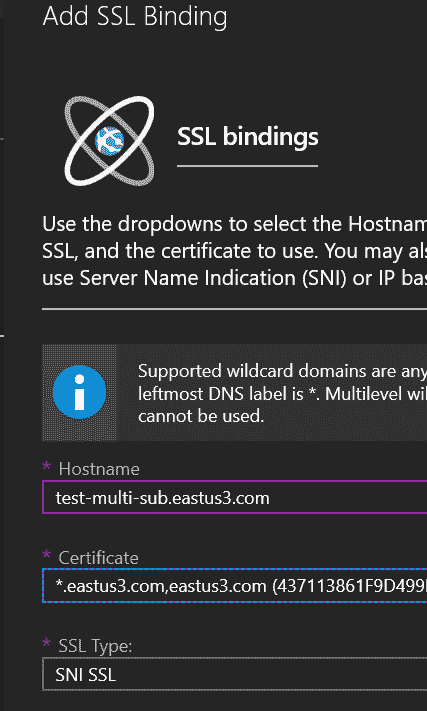 Add SSL Binding
SSL bindings
Use the dropdowns to select the Hostnam
SSL, and the certificate to use. You may als
use Server Name Indication (SNI) or IP bas
Supported wildcard domains are any
leftmost DNS label is *. Multilevel wil
cannot be used.
* Hostname
test-multi-sub.eastus3.com
* Certificate
*.eastus3.com,eastus3.com (437113861F9D499
* SSL Type:
SNI SSL